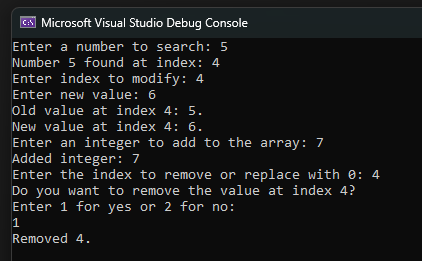 Microsoft Visual Studio Debug Console
Enter a number to search: 5
Number 5 found at index: 4
Enter index to modify: 4
Enter new value: 6
Old value at index 4: 5.
New value at index 4: 6.
Enter an integer to add to the array: 7
Added integer: 7
Enter the index to remove or replace with 0: 4
Do you want to remove the value at index 4?
Enter 1 for yes or 2 for no:
1
Removed 4.